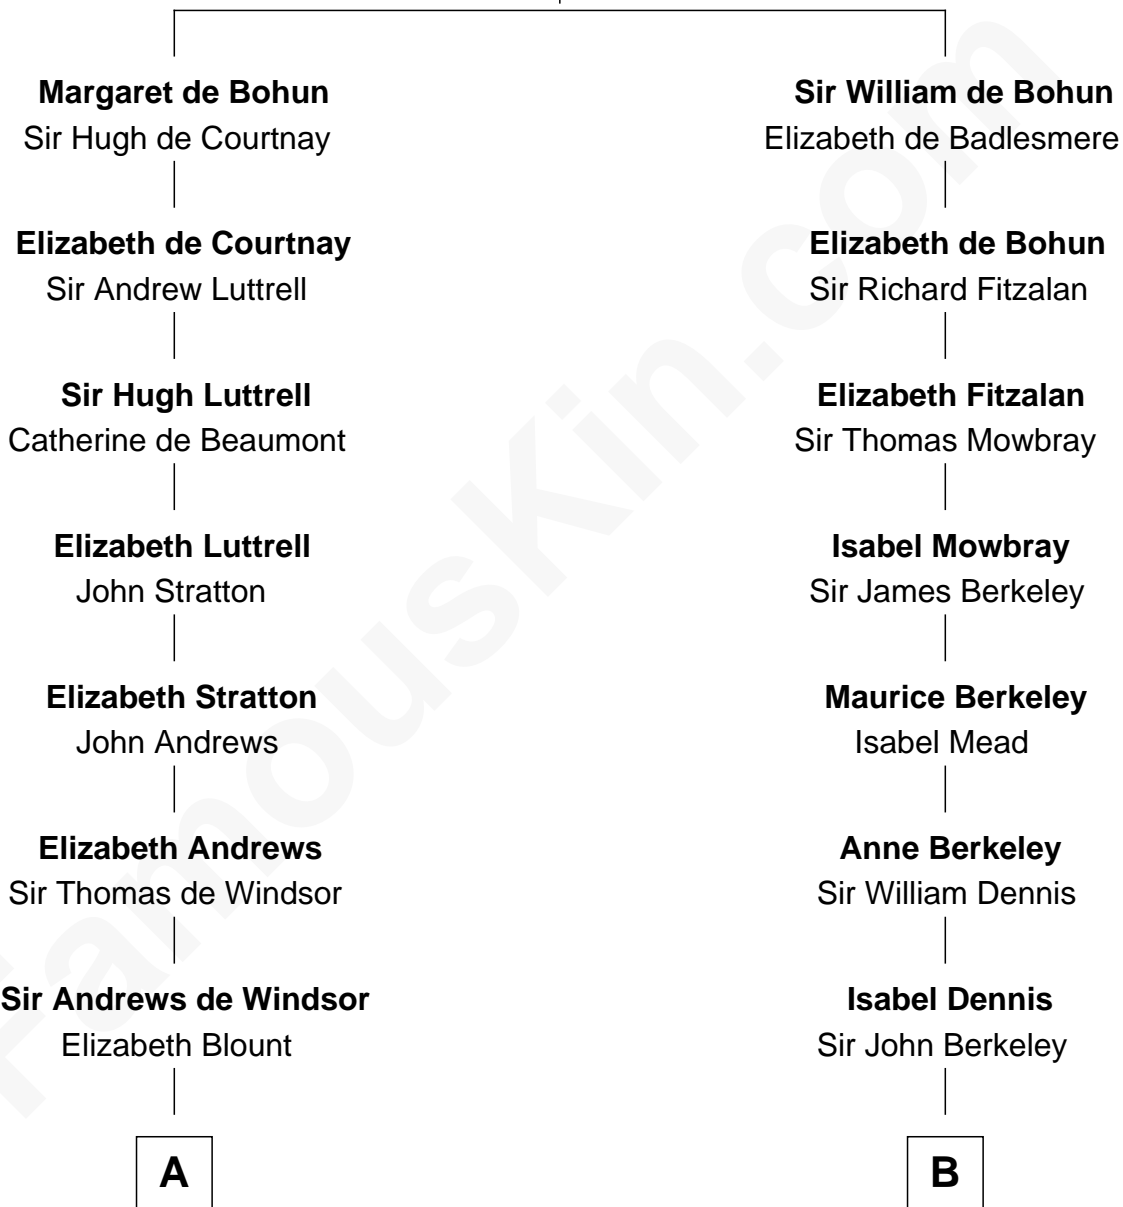 Margaret de Bohun
Sir Hugh de Courtnay
Elizabeth de Courtnay
Sir Andrew Luttrell
Sir Hugh Luttrell
Catherine de Beaumont
Elizabeth Luttrell
John Stratton
Elizabeth Stratton
John Andrews
Elizabeth Andrews
Sir Thomas de Windsor
Sir Andrews de Windsor
Elizabeth Blount
A
Sir William de Bohun
Elizabeth de Badlesmere
Elizabeth de Bohun
Sir Richard Fitzalan
Elizabeth Fitzalan
Sir Thomas Mowbray
Isabel Mowbray
Sir James Berkeley
Maurice Berkeley
Isabel Mead
Anne Berkeley
Sir William Dennis
Isabel Dennis
Sir John Berkeley
B
FamousKin.com